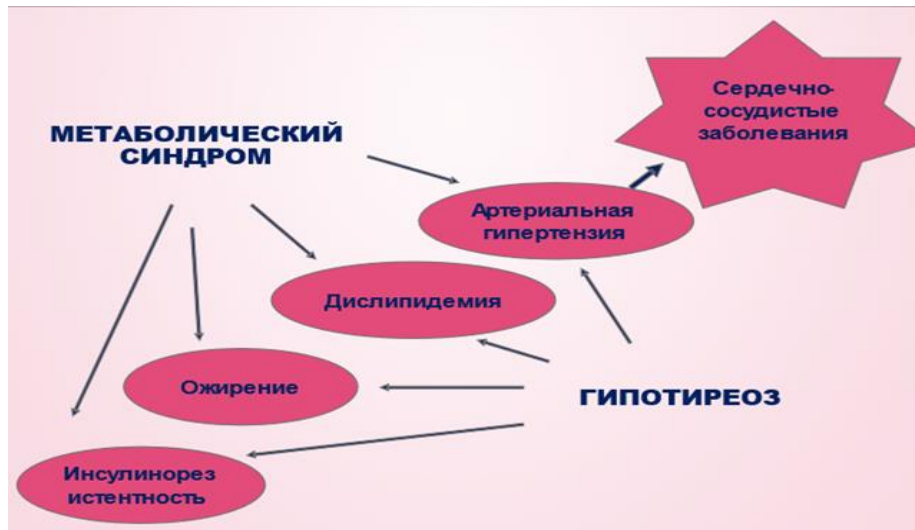 Сердечно-
сосудистые
заболевания
МЕТАБОЛИЧЕСКИЙ
СИНДРОМ
Артериальная
гипертензия
Дислипидемия
Ожирение
ГИПОТИРЕОЗ
Инсулинорез
истентность